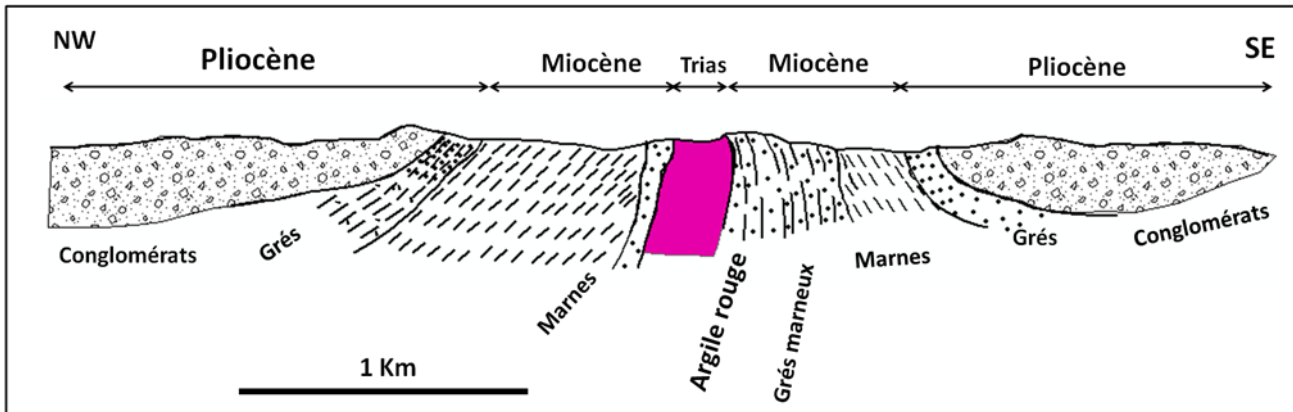 NW
SE
Pliocène
Miocène
Trias
Miocène
Pliocène
Conglomérats
Grés
Marnes
Argile rouge
Grés marneux
Marnes
Grés
Conglomérats
1 Km